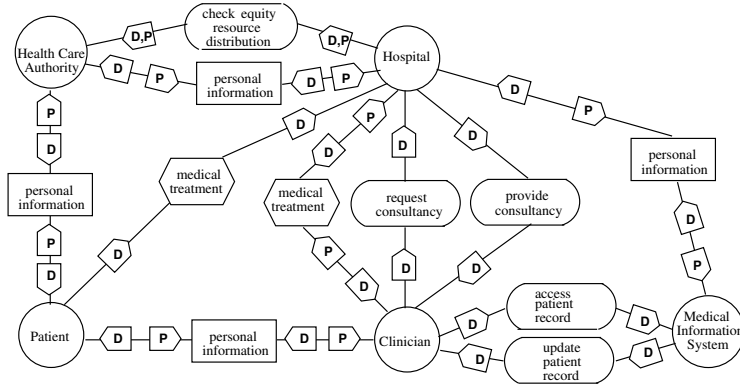 check equity
resource
distribution
D,P
D,P
Health Care
Authority
Hospital
D
P
personal
information
D
P
D
P
P
D
D
P
D
D
medical
treatment
medical
treatment
request
consultancy
provide
consultancy
personal
information
personal
information
P
D
D
P
D
D
D
D
P
access
patient
record
D
D
Patient
D
P
personal
information
D
P
Clinician
Medical
Information
System
D
update
patient
record
D